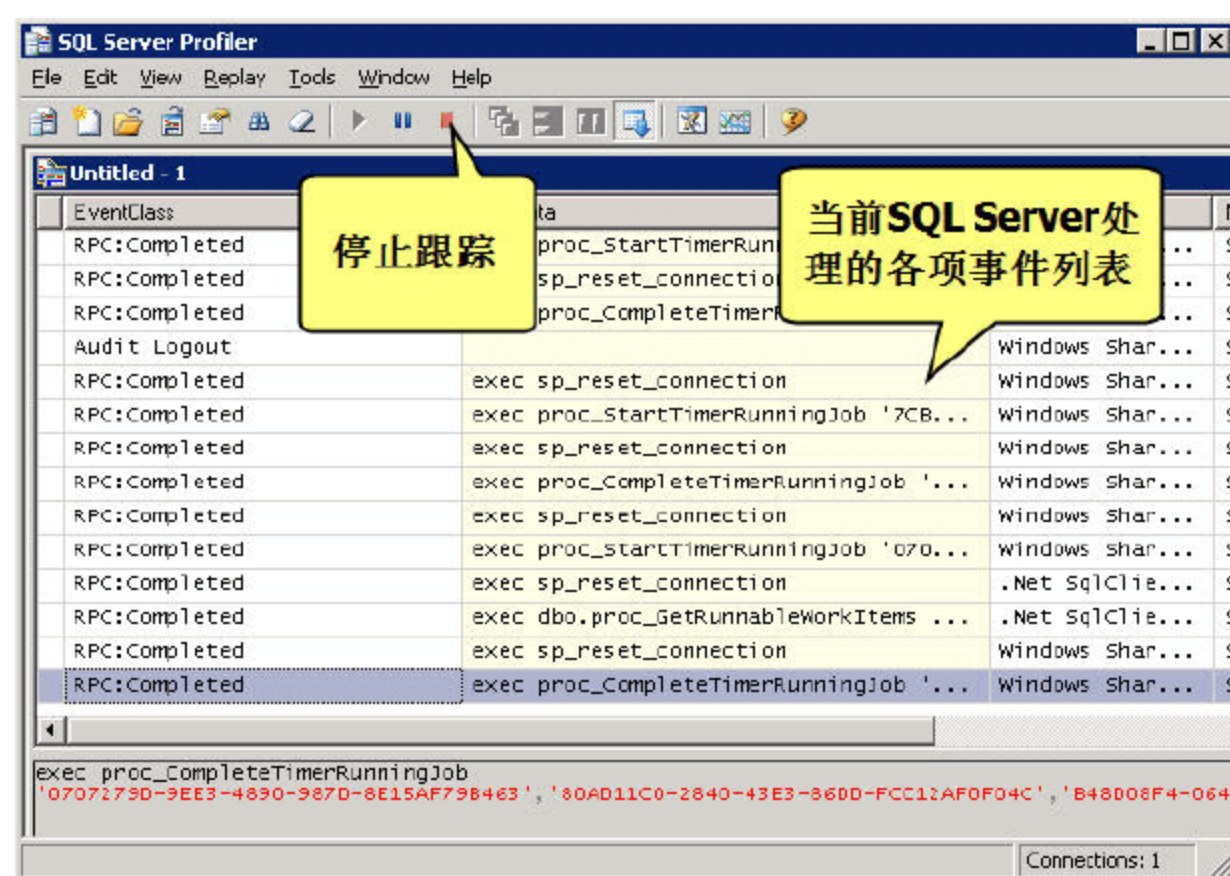 SQL Server Profiler
File Edit View Replay Tools Window Help
Untitled - 1
停止跟踪
当前SQL Server处
理的各项事件列表
EventClass ta
RPC:Completed proc_StartTimerRun ...
RPC:Completed sp_reset_connectio ...
RPC:Completed proc_CompleteTimerR ...
Audit Logout Windows Shar...
RPC:Completed exec sp_reset_connection Windows Shar...
RPC:Completed exec proc_StartTimerRunningJob '7CB... Windows Shar...
RPC:Completed exec sp_reset_connection Windows Shar...
RPC:Completed exec proc_CompleteTimerRunningJob '... Windows Shar...
RPC:Completed exec sp_reset_connection Windows Shar...
RPC:Completed exec proc_StartTimerRunningJob '070... Windows Shar...
RPC:Completed exec sp_reset_connection .Net SqlClie...
RPC:Completed exec dbo.proc_GetRunnableWorkItems ... .Net SqlClie...
RPC:Completed exec sp_reset_connection Windows Shar...
RPC:Completed exec proc_CompleteTimerRunningJob '... Windows Shar...
exec proc_CompleteTimerRunningJob
'0707279D-9EE3-4890-987D-8E15AF79B463','80AD11C0-2840-43E3-86DD-FCC12AF0F04C','B48D08F4-064
Connections: 1